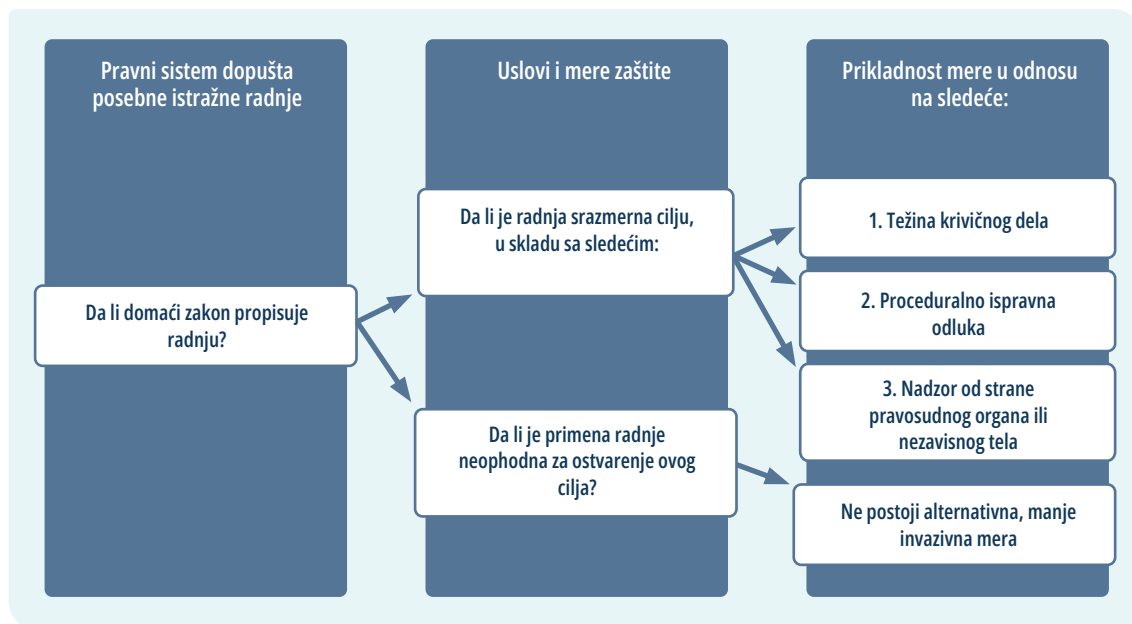 Pravni sistem dopušta
posebne istražne radnje
Da li domaći zakon propisuje
radnju?
Uslovi i mere zaštite
Da li je radnja srazmerna cilju,
u skladu sa sledećim:
Da li je primena radnje
neophodna za ostvarenje ovog
cilja?
Prikladnost mere u odnosu
na sledeće:
1. Težina krivičnog dela
2. Proceduralno ispravna
odluka
3. Nadzor od strane
pravosudnog organa ili
nezavisnog tela
Ne postoji alternativna, manje
invazivna mera